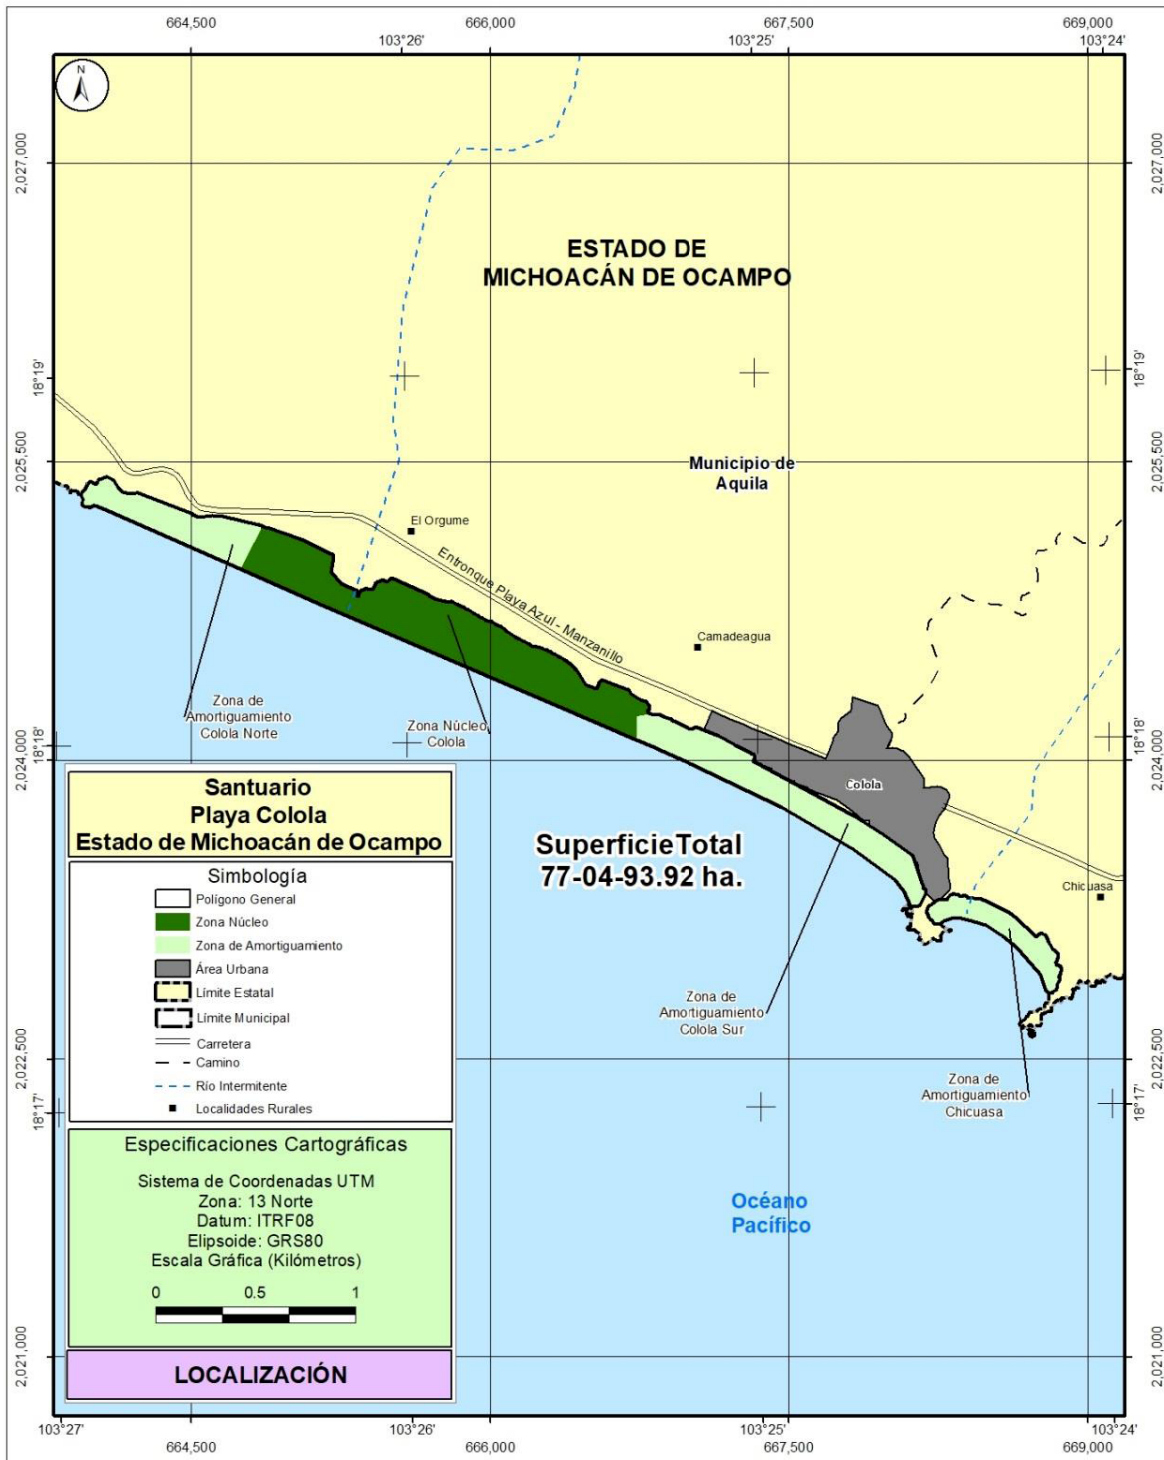 664,500
666,000
667,500
669,000
103°26'
103°25'
103°24'
N
2,027,000
2,027,000
ESTADO DE
MICHOACÁN DE OCAMPO
18°19'
18°19'
2,025,500
2,025,500
Municipio de
Aquila
El Orgume
Entronque Playa Azul - Manzanillo
Camadeagua
Zona de
Amortiguamiento
Colola Norte
Zona Núcleo
Colola
18°18'
18°18'
2,024,000
2,024,000
Colola
Santuario
Playa Colola
Estado de Michoacán de Ocampo
SuperficieTotal
77-04-93.92 ha.
Chicuasa
Simbología
Polígono General
Zona Núcleo
Zona de Amortiguamiento
Área Urbana
Límite Estatal
Límite Municipal
Carretera
Camino
Río Intermitente
Localidades Rurales
Zona de
Amortiguamiento
Colola Sur
Zona de
Amortiguamiento
Chicuasa
2,022,500
2,022,500
18°17'
18°17'
Especificaciones Cartográficas
Sistema de Coordenadas UTM
Zona: 13 Norte
Datum: ITRF08
Elipsoide: GRS80
Escala Gráfica (Kilómetros)
0 0.5 1
Océano
Pacífico
2,021,000
2,021,000
LOCALIZACIÓN
103°27'
103°26'
103°25'
103°24'
664,500
666,000
667,500
669,000